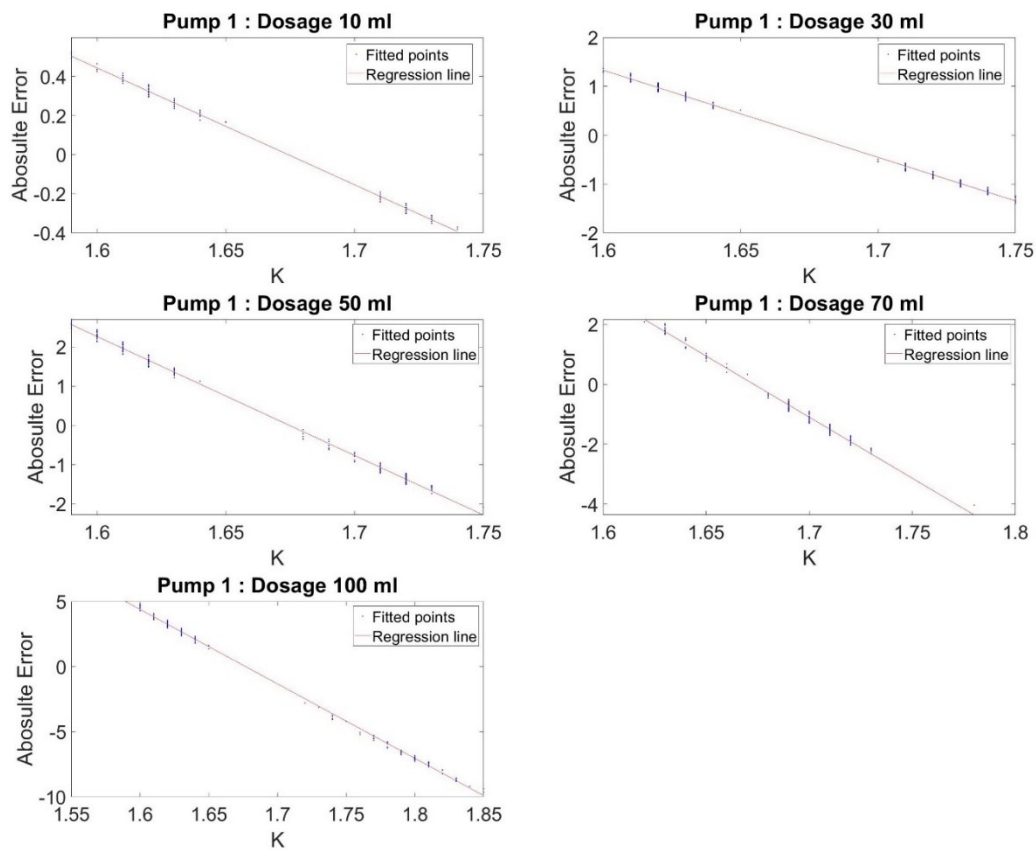 Pump 1 : Dosage 10 ml
Fitted points
Regression line
0.4
0.2
0
-0.2
-0.4
1.6
1.65
1.7
1.75
Abosulte Error
K
Pump 1 : Dosage 30 ml
Fitted points
Regression line
2
1
0
-1
-2
1.6
1.65
1.7
1.75
Abosulte Error
K
Pump 1 : Dosage 50 ml
Fitted points
Regression line
2
1
0
-1
-2
1.6
1.65
1.7
1.75
Abosulte Error
K
Pump 1 : Dosage 70 ml
Fitted points
Regression line
2
0
-2
-4
1.6
1.65
1.7
1.75
1.8
Abosulte Error
K
Pump 1 : Dosage 100 ml
Fitted points
Regression line
5
0
-5
-10
1.55
1.6
1.65
1.7
1.75
1.8
1.85
Abosulte Error
K